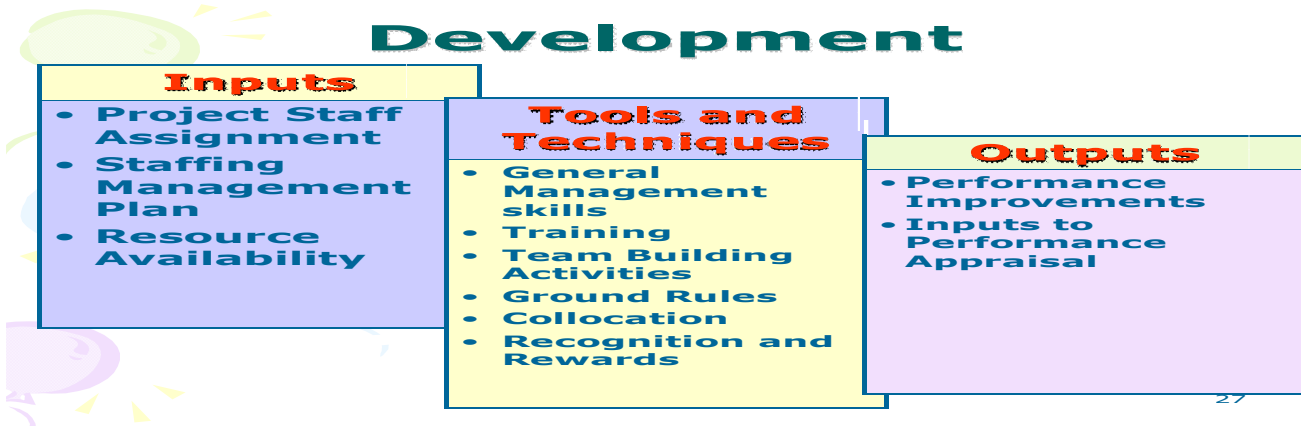 Development
Inputs
• Project Staff
Assignment
• Staffing
Management
Plan
• Resource
Availability
Tools and
Techniques
• General
Management
skills
• Training
• Team Building
Activities
• Ground Rules
• Collocation
• Recognition and
Rewards
Outputs
• Performance
Improvements
• Inputs to
Performance
Appraisal
27